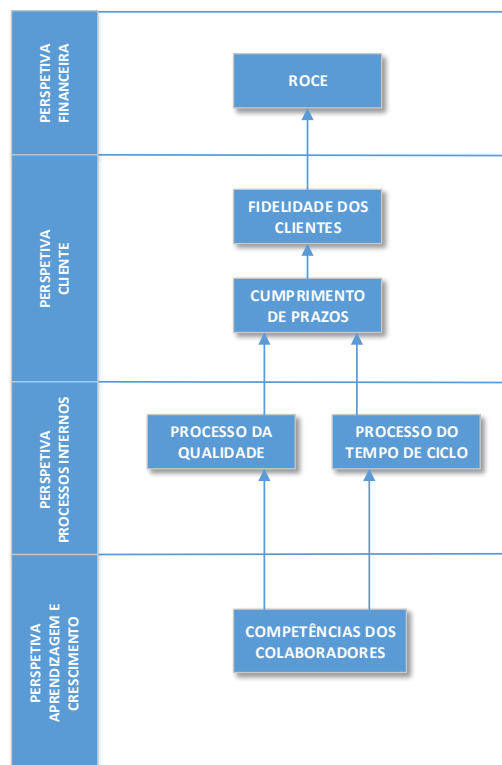 PERSPETIVA
FINANCEIRA
ROCE
PERSPETIVA
CLIENTE
FIDELIDADE DOS
CLIENTES
CUMPRIMENTO
DE PRAZOS
PERSPETIVA
PROCESSOS INTERNOS
PROCESSO DA
QUALIDADE
PROCESSO DO
TEMPO DE CICLO
PERSPETIVA
APRENDIZAGEM E
CRESCIMENTO
COMPETÊNCIAS DOS
COLABORADORES